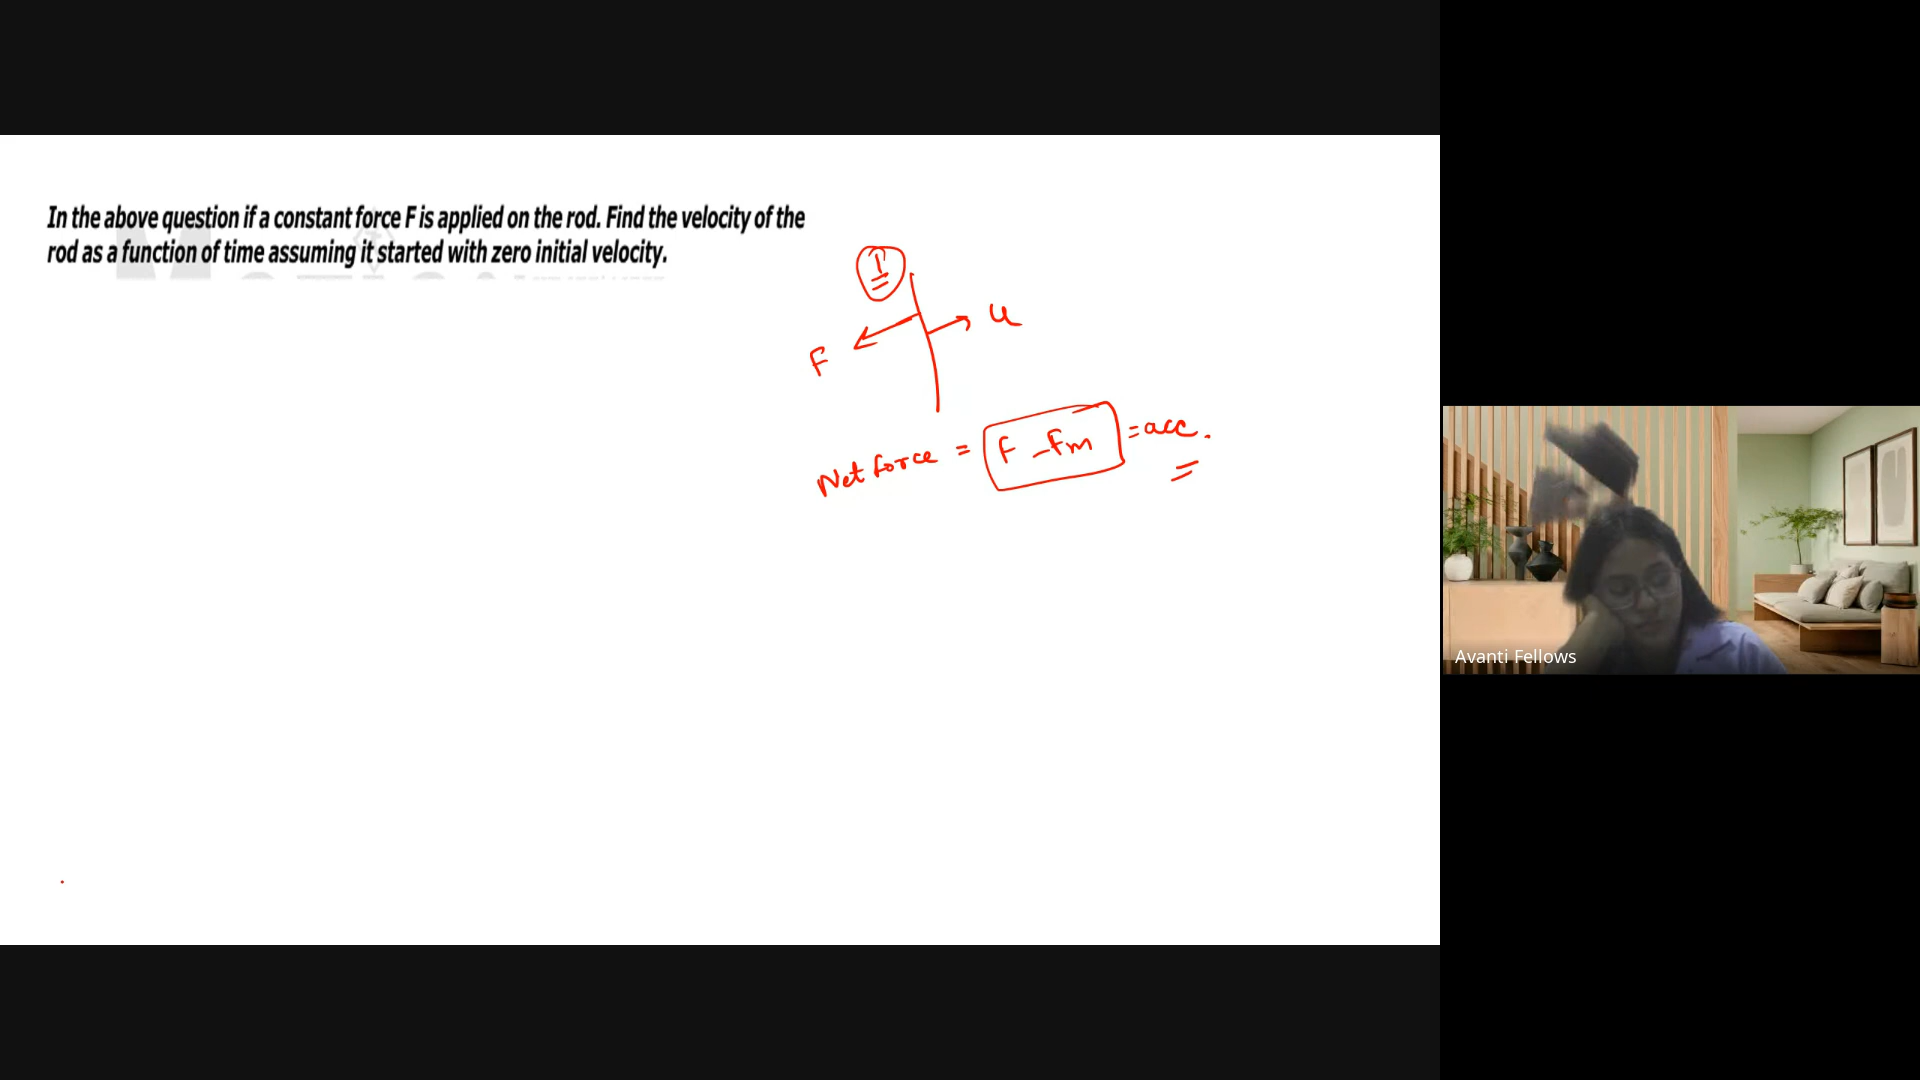 In the above question if a constant force F is applied on the rod. Find the velocity of the
rod as a function of time assuming it started with zero initial velocity.
I
u
F
Net force = F - Fm = acc.
Avanti Fellows